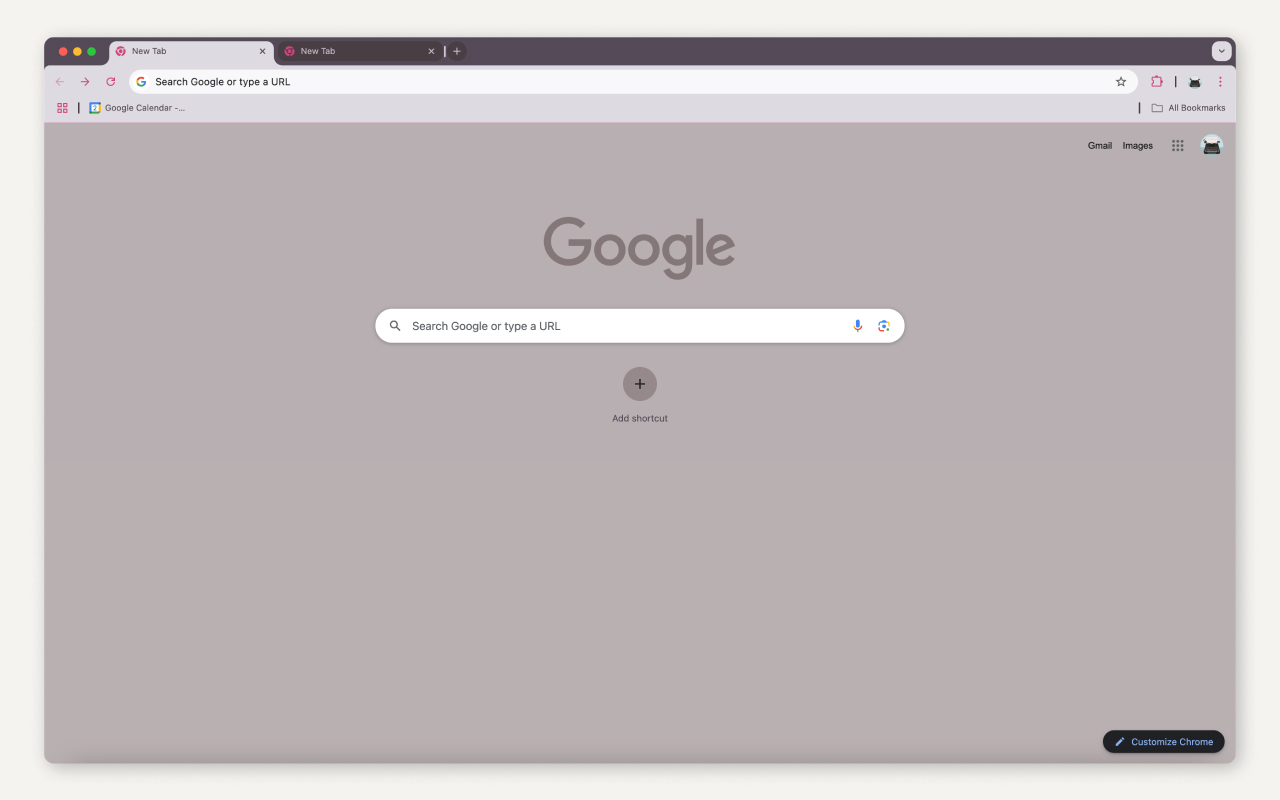 New Tab
New Tab
Search Google or type a URL
Google Calendar -...
All Bookmarks
Gmail Images
Google
Search Google or type a URL
Add shortcut
Customize Chrome